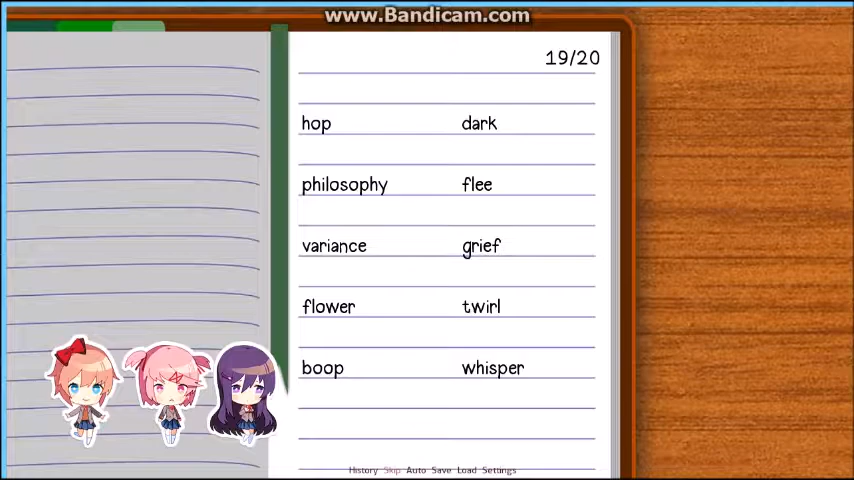 www.Bandicam.com
19/20
hop dark
philosophy flee
variance grief
flower twirl
boop whisper
History Skip Auto Save Load Settings